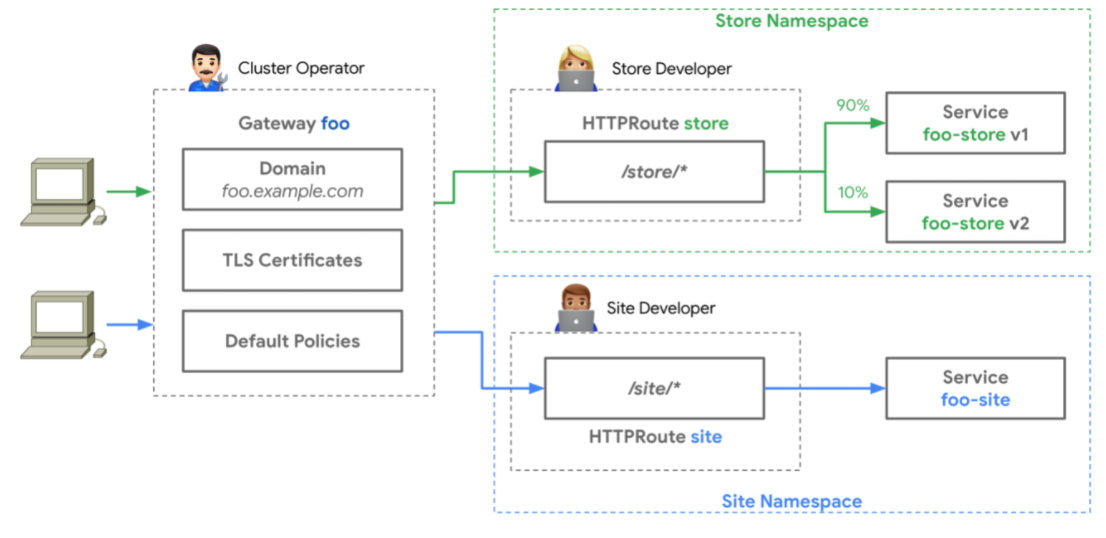 Store Namespace
Cluster Operator
Store Developer
Gateway foo
HTTPRoute store
90%
Service
foo-store v1
Domain
foo.example.com
/store/*
10%
Service
foo-store v2
TLS Certificates
Site Developer
Default Policies
/site/*
Service
foo-site
HTTPRoute site
Site Namespace